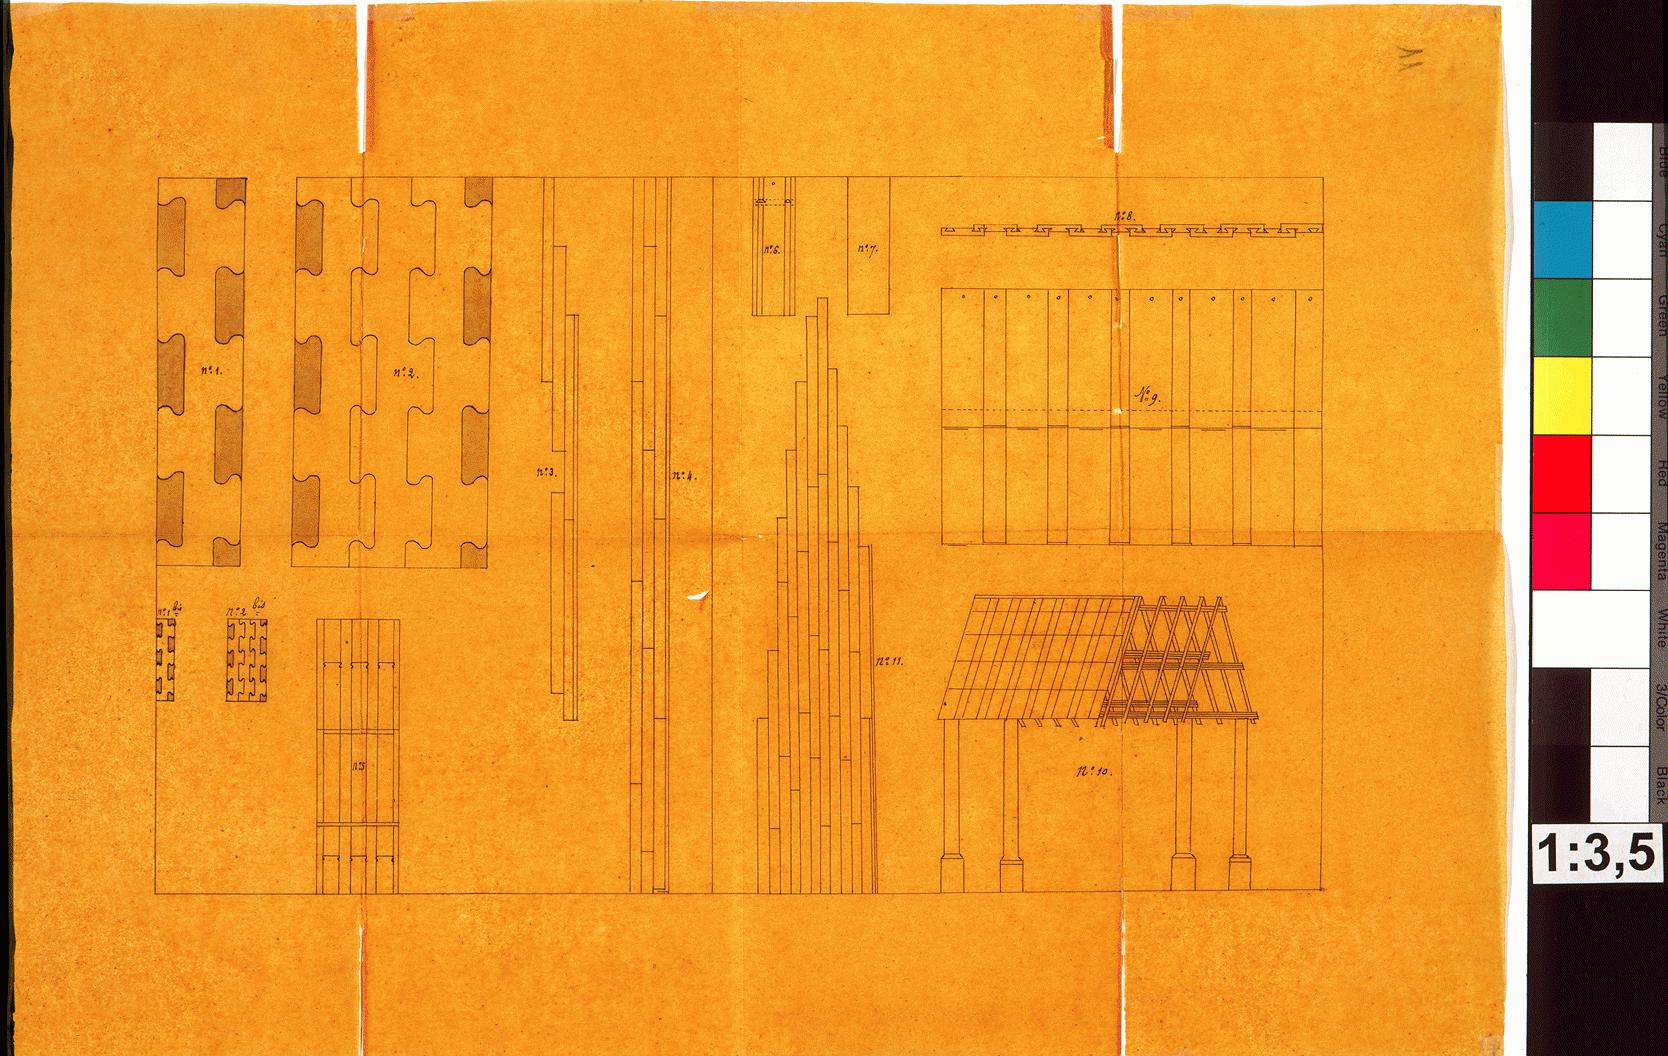 11
n° 8.
n° 6.
n° 7.
n° 1.
n° 2.
N° 9.
n° 3.
n° 4.
n° 1 bis
n° 2 bis
n° 11.
n° 5
N° 10.
Blue
Cyan
Green
Yellow
Red
Magenta
White
3/Color
Black
1:3,5